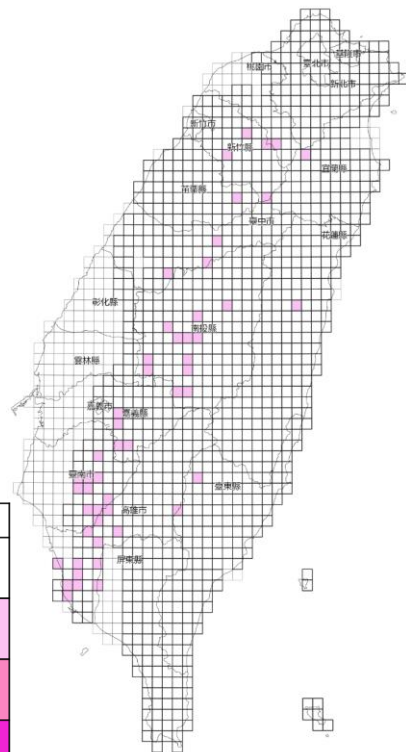 基隆市
臺北市
桃園市
新北市
新竹市
新竹縣
宜蘭縣
苗栗縣
臺中市
花蓮縣
彰化縣
南投縣
雲林縣
嘉義市
嘉義縣
臺南市
臺東縣
高雄市
屏東縣